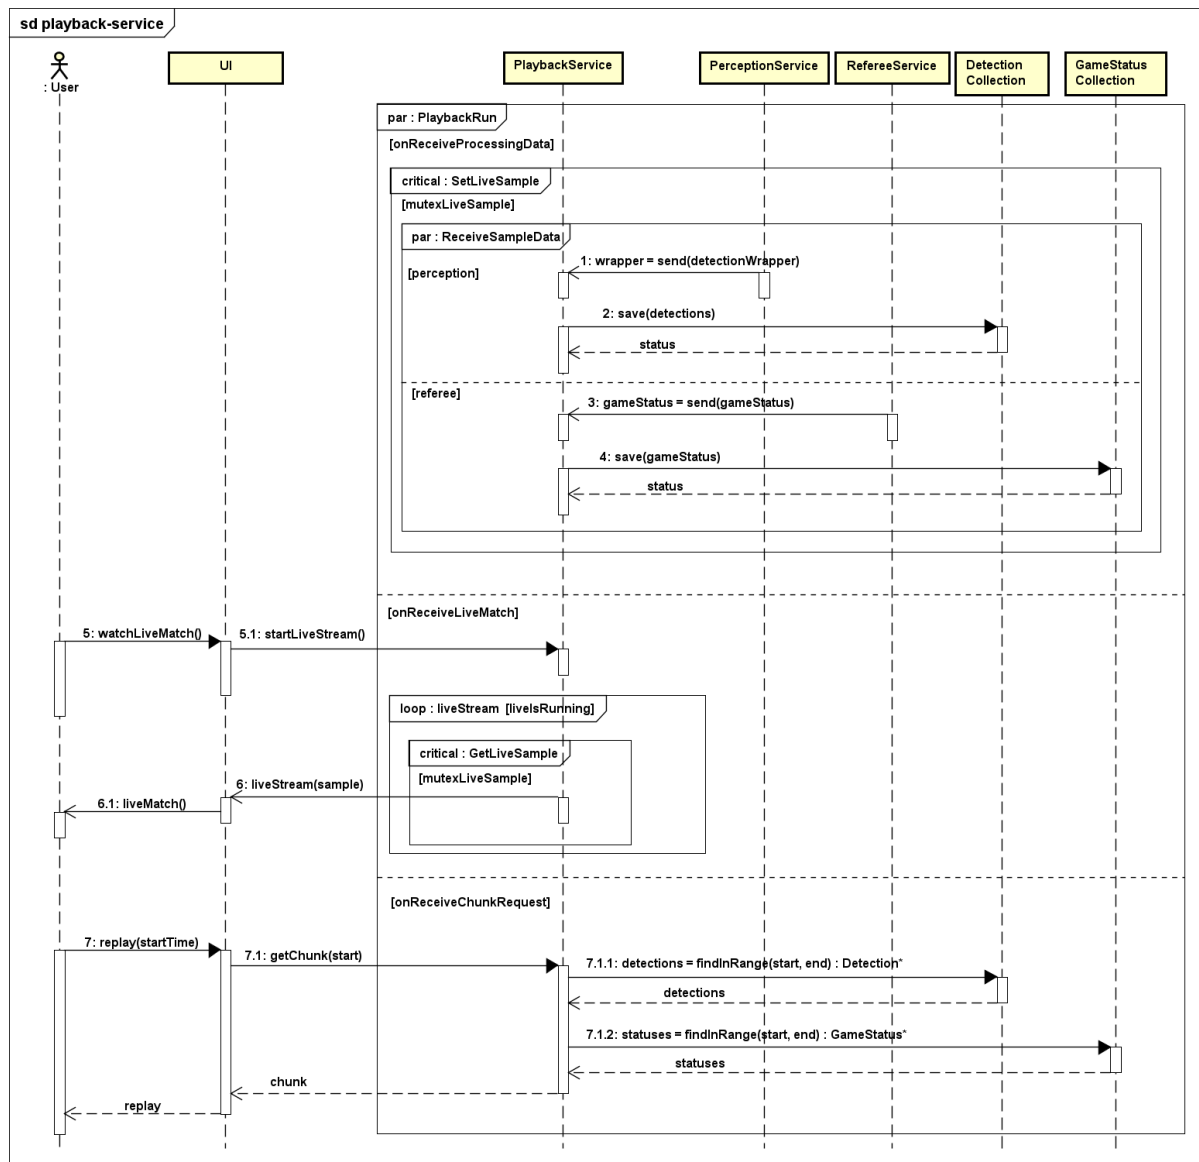 sd playback-service
: User
UI
PlaybackService
PerceptionService
RefereeService
Detection
Collection
GameStatus
Collection
par : PlaybackRun
[onReceiveProcessingData]
critical : SetLiveSample
[mutexLiveSample]
par : ReceiveSampleData
[perception]
1: wrapper = send(detectionWrapper)
2: save(detections)
status
[referee]
3: gameStatus = send(gameStatus)
4: save(gameStatus)
status
[onReceiveLiveMatch]
5: watchLiveMatch()
5.1: startLiveStream()
loop : liveStream [liveIsRunning]
critical : GetLiveSample
[mutexLiveSample]
6: liveStream(sample)
6.1: liveMatch()
[onReceiveChunkRequest]
7: replay(startTime)
7.1: getChunk(start)
7.1.1: detections = findInRange(start, end) : Detection*
detections
7.1.2: statuses = findInRange(start, end) : GameStatus*
statuses
chunk
replay